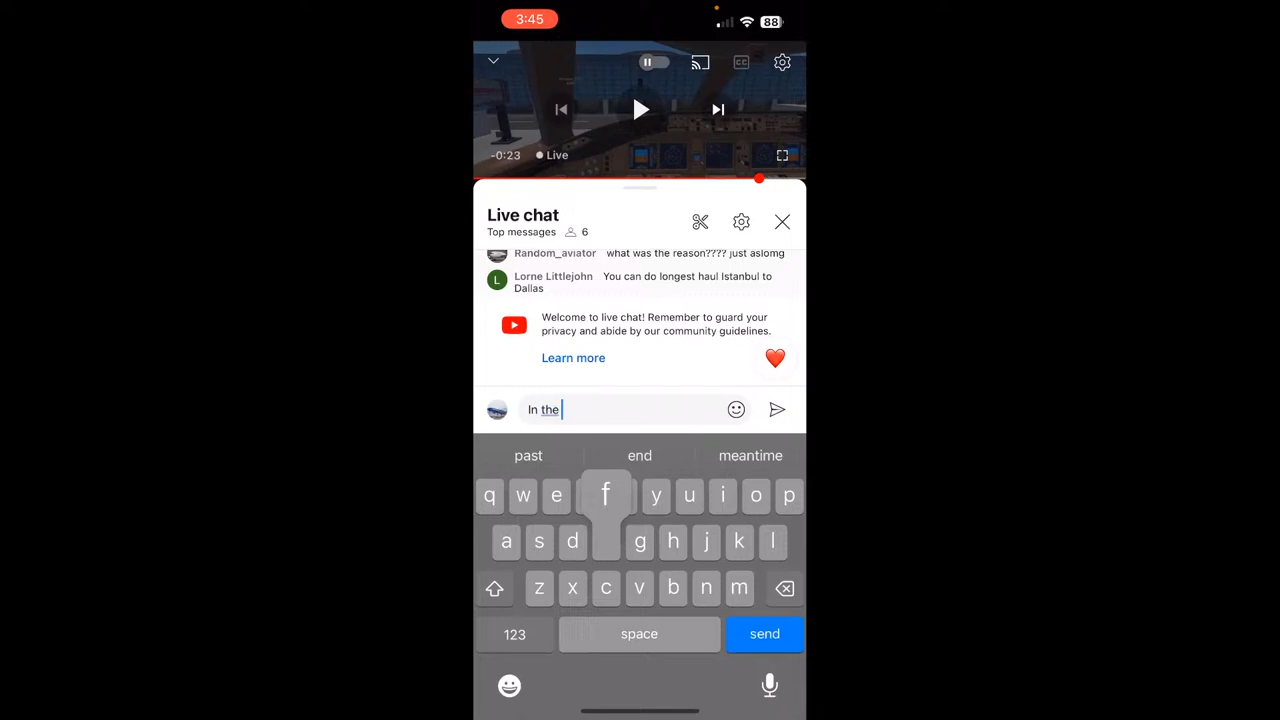 3:45
88
CC
-0:23
Live
Live chat
Top messages 6
Random_aviator what was the reason???? just aslomg
L
Lorne Littlejohn You can do longest haul Istanbul to
Dallas
Welcome to live chat! Remember to guard your
privacy and abide by our community guidelines.
Learn more
In the
past end meantime
q w e f y u i o p
a s d g h j k l
z x c v b n m
123 space send